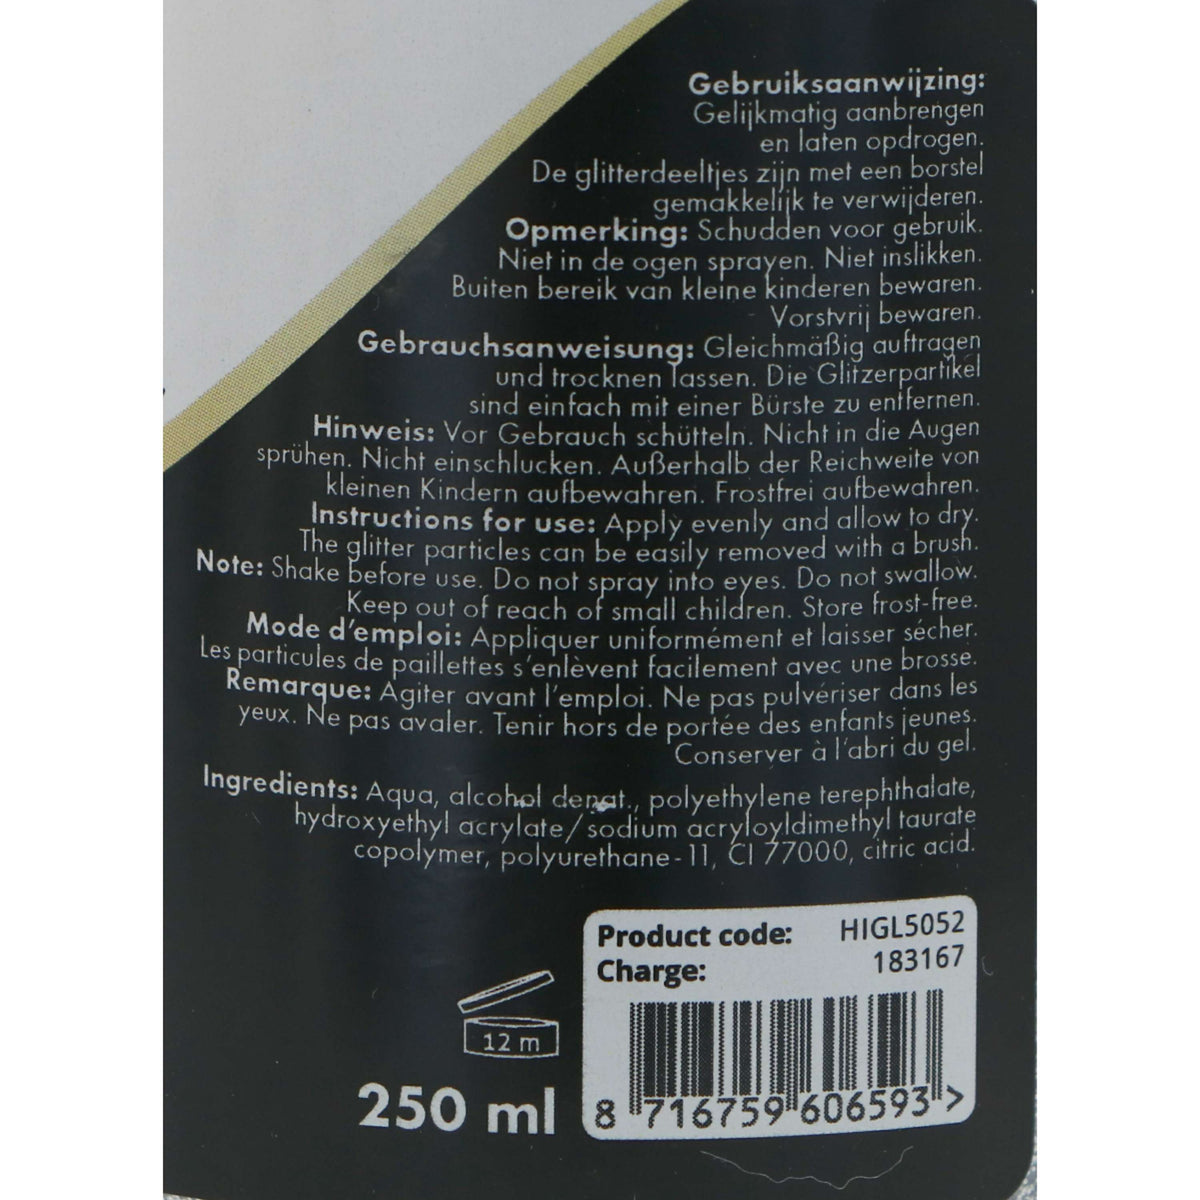 Gebruiksaanwijzing:
Gelijkmatig aanbrengen
en laten opdrogen.
De glitterdeeltjes zijn met een borstel
gemakkelijk te verwijderen.
Opmerking: Schudden voor gebruik.
Niet in de ogen sprayen. Niet inslikken.
Buiten bereik van kleine kinderen bewaren.
Vorstvrij bewaren.
Gebrauchsanweisung: Gleichmäßig auftragen
und trocknen lassen. Die Glitzerpartikel
sind einfach mit einer Bürste zu entfernen.
Hinweis: Vor Gebrauch schütteln. Nicht in die Augen
sprühen. Nicht einschlucken. Außerhalb der Reichweite von
kleinen Kindern aufbewahren. Frostfrei aufbewahren.
Instructions for use: Apply evenly and allow to dry.
The glitter particles can be easily removed with a brush.
Note: Shake before use. Do not spray into eyes. Do not swallow.
Keep out of reach of small children. Store frost-free.
Mode d'emploi: Appliquer uniformément et laisser sécher.
Les particules de paillettes s'enlèvent facilement avec une brosse.
Remarque: Agiter avant l'emploi. Ne pas pulvériser dans les
yeux. Ne pas avaler. Tenir hors de portée des enfants jeunes.
Conserver à l'abri du gel.
Ingredients: Aqua, alcohol denat., polyethylene terephthalate,
hydroxyethyl acrylate/sodium acryloyldimethyl taurate
copolymer, polyurethane-11, CI 77000, citric acid.
Product code: HIGL5052
Charge: 183167
12 m
250 ml
8 716759 606593 >